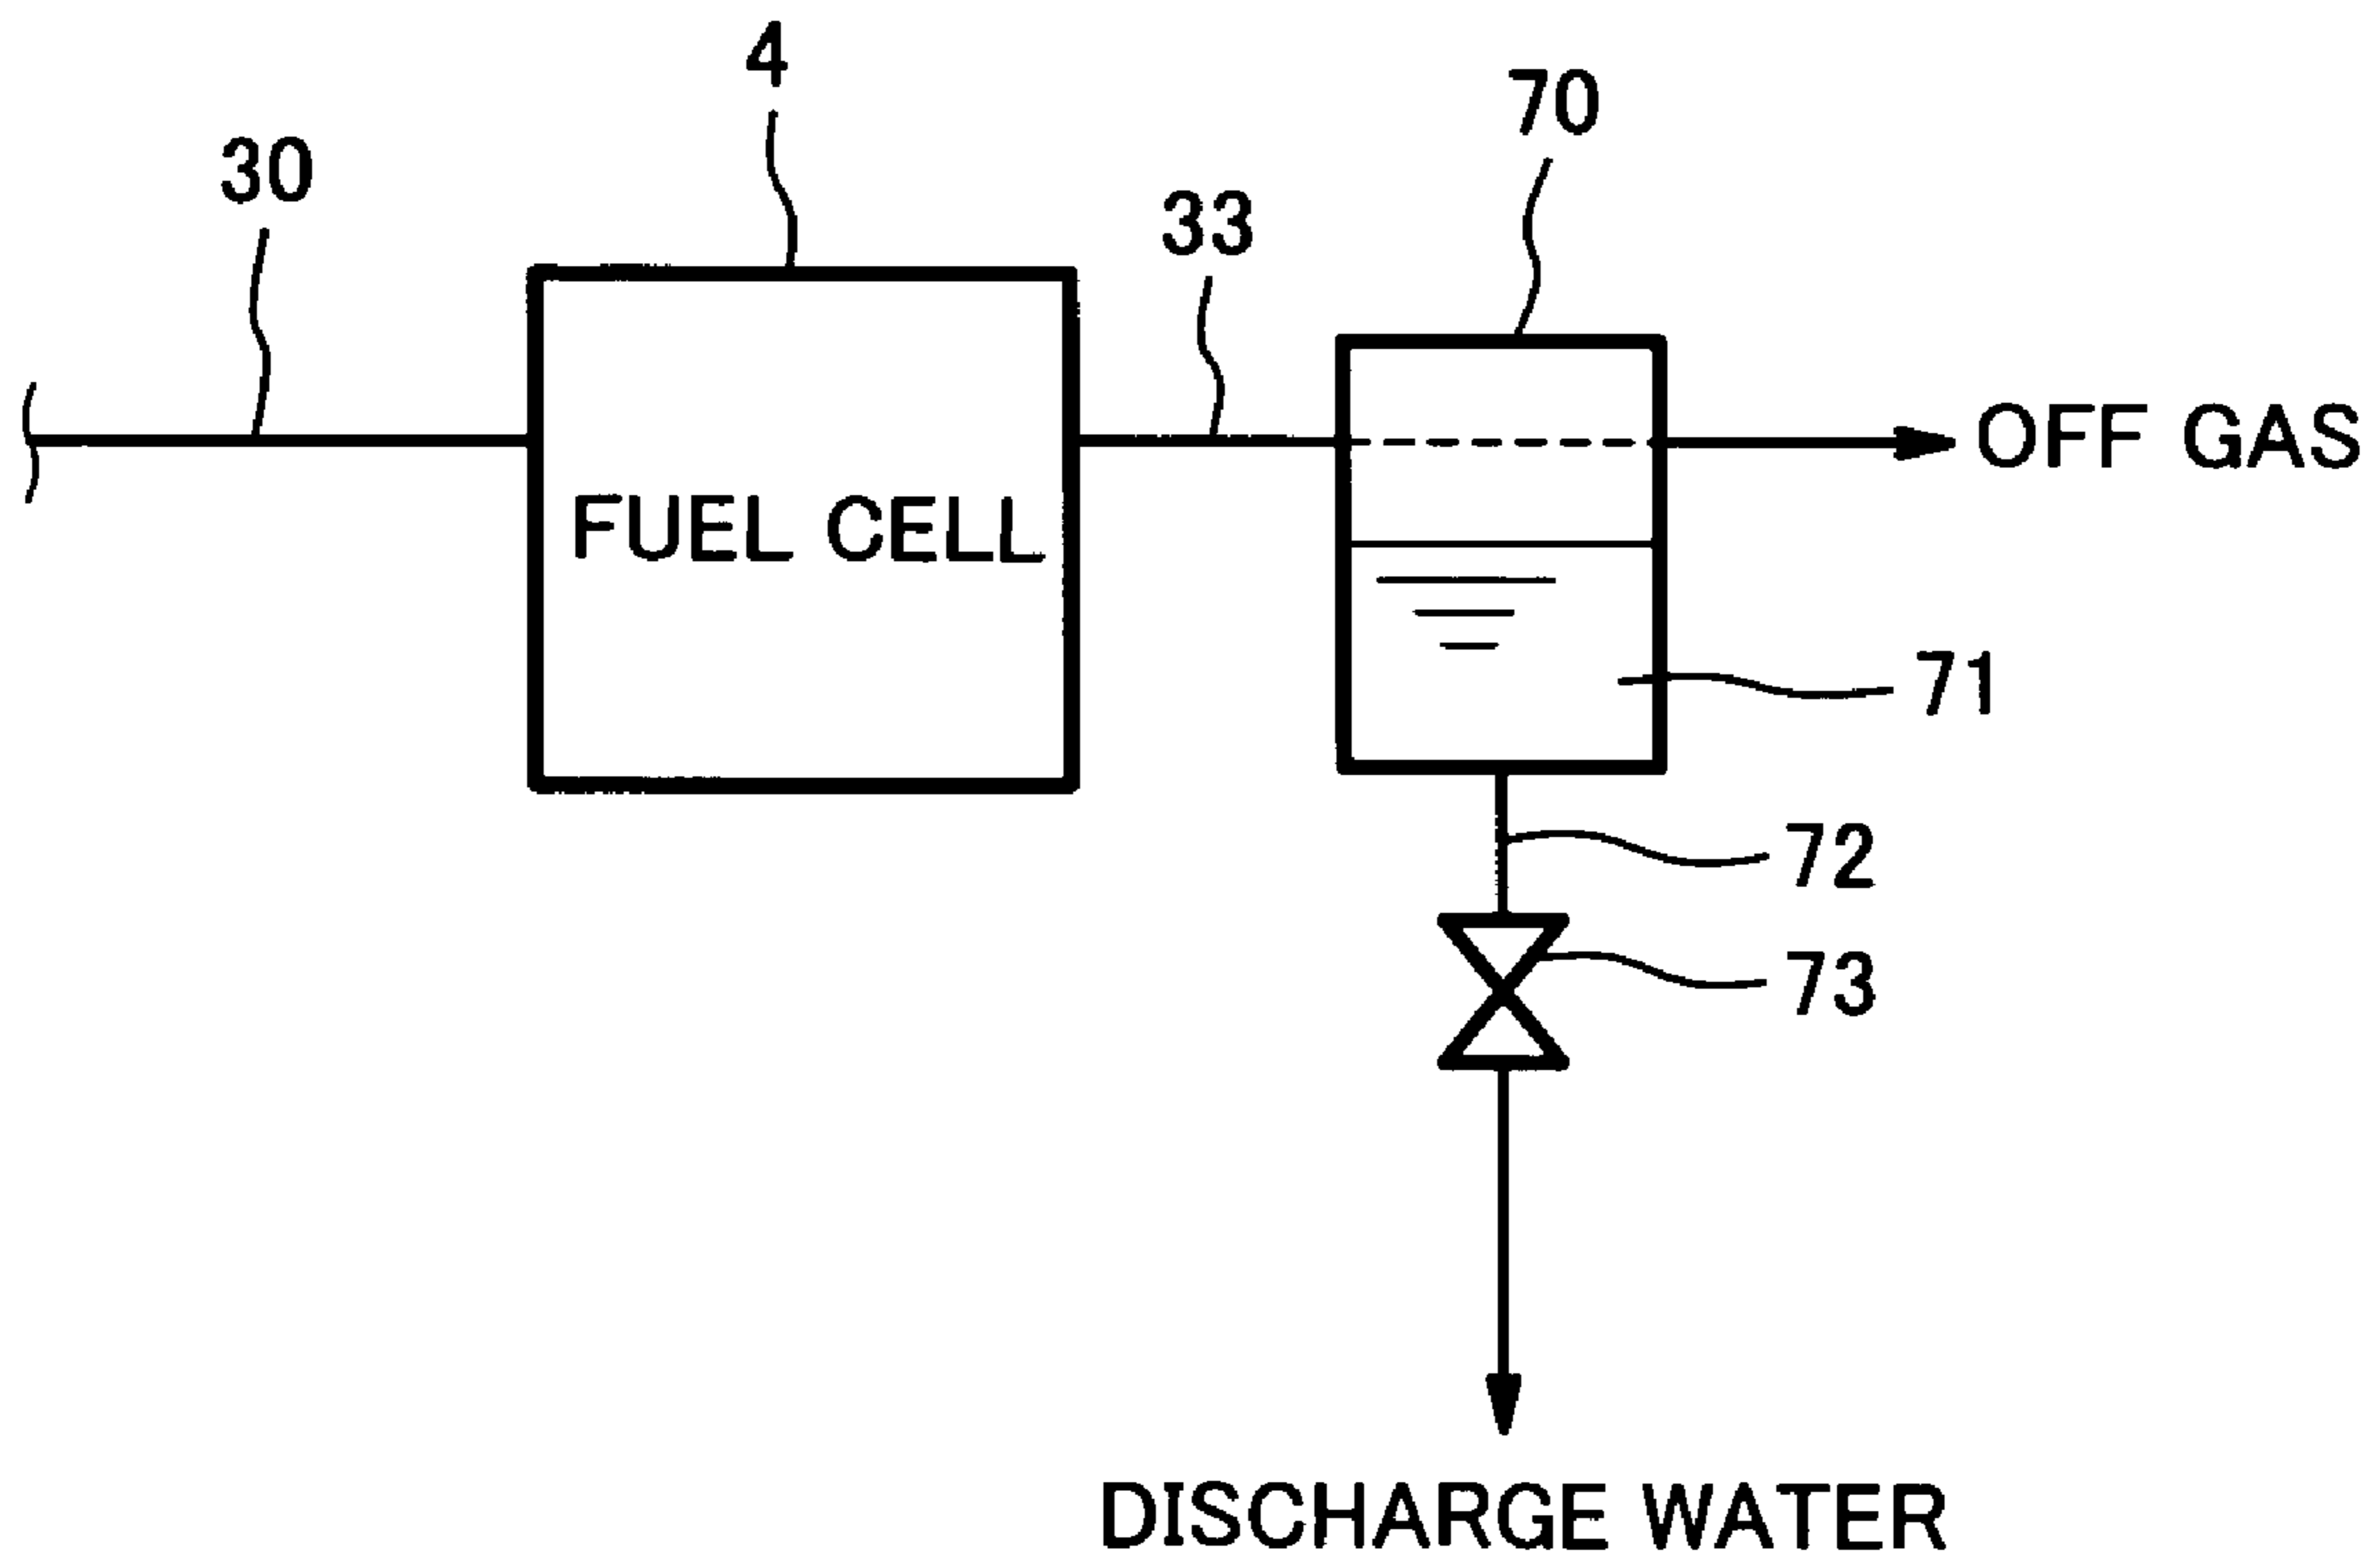 4
70
30
33
OFF GAS
FUEL CELL
71
72
73
DISCHARGE WATER